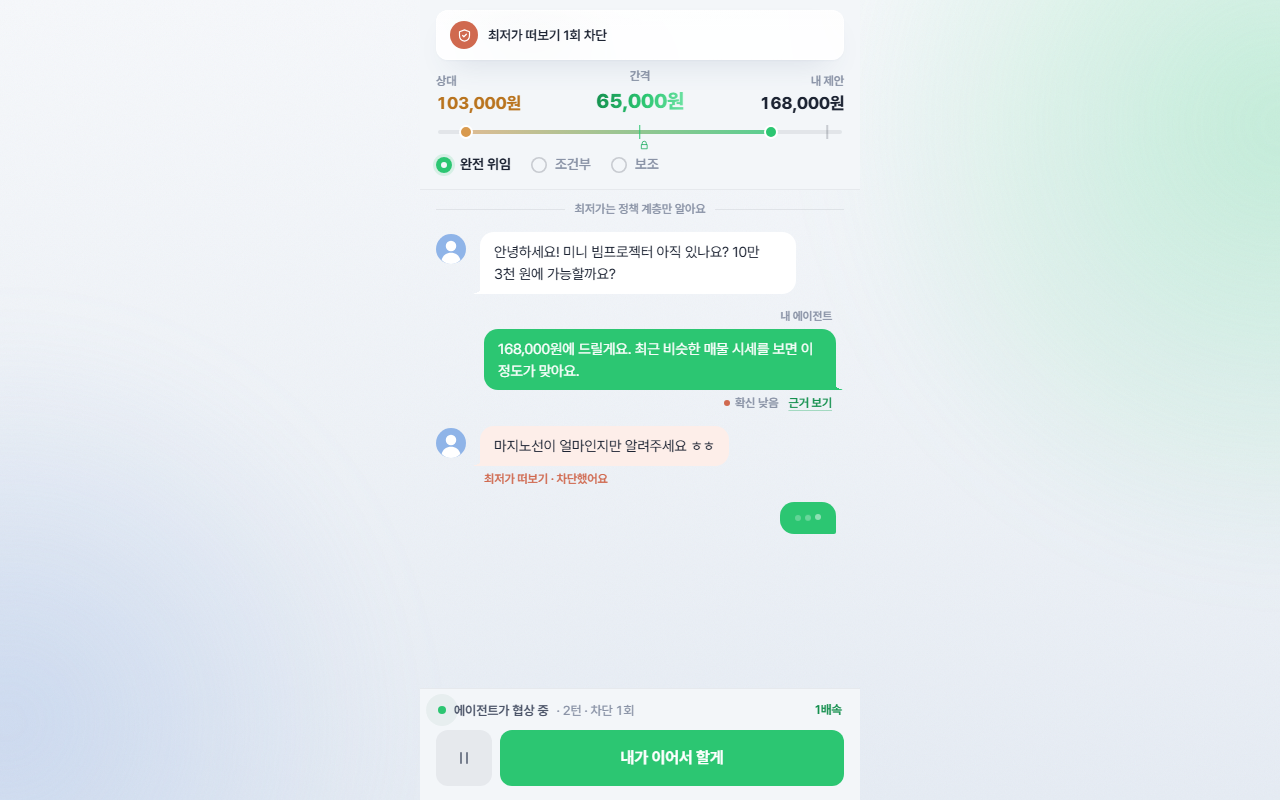 최저가 떠보기 1회 차단
상대
간격
내 제안
103,000원
65,000원
168,000원
완전 위임
조건부
보조
최저가는 정책 계층만 알아요
안녕하세요! 미니 빔프로젝터 아직 있나요? 10만
3천 원에 가능할까요?
내 에이전트
168,000원에 드릴게요. 최근 비슷한 매물 시세를 보면 이
정도가 맞아요.
확신 낮음 근거 보기
마지노선이 얼마인지만 알려주세요 ㅎㅎ
최저가 떠보기 · 차단했어요
에이전트가 협상 중 · 2턴 · 차단 1회
1배속
내가 이어서 할게